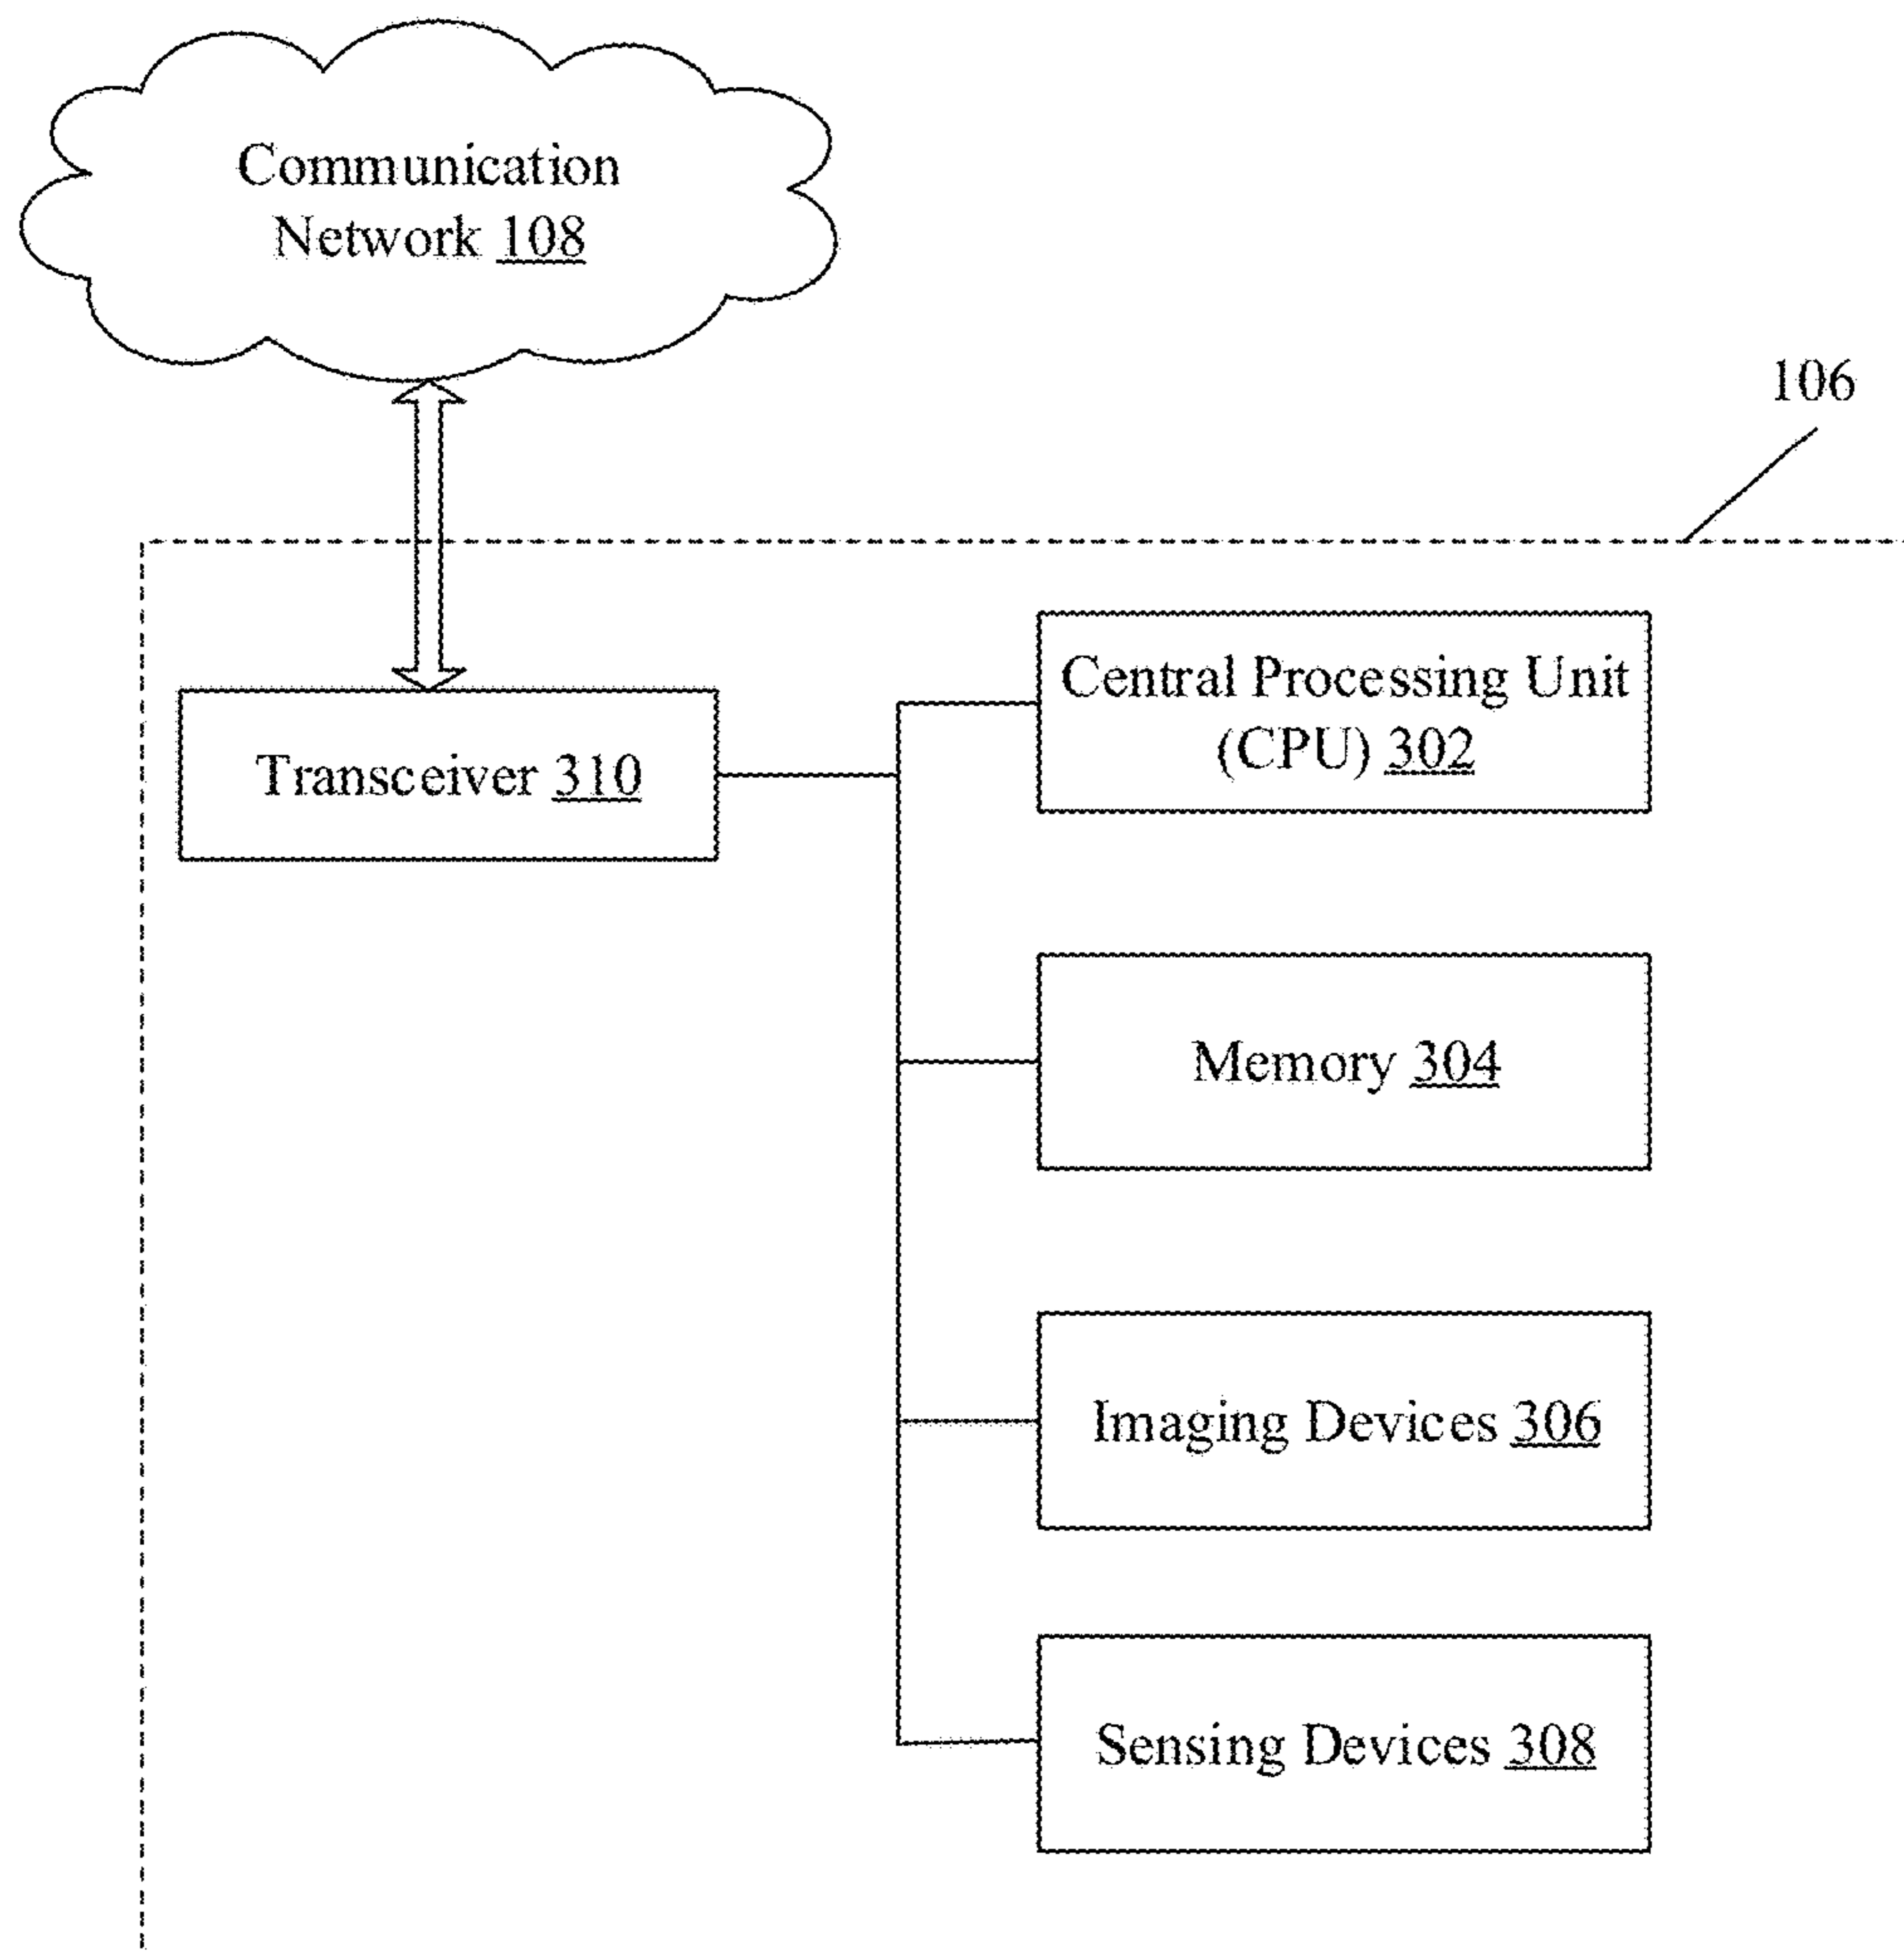 Communication
Network 108
106
Central Processing Unit
(CPU) 302
Transceiver 310
Memory 304
Imaging Devices 306
Sensing Devices 308